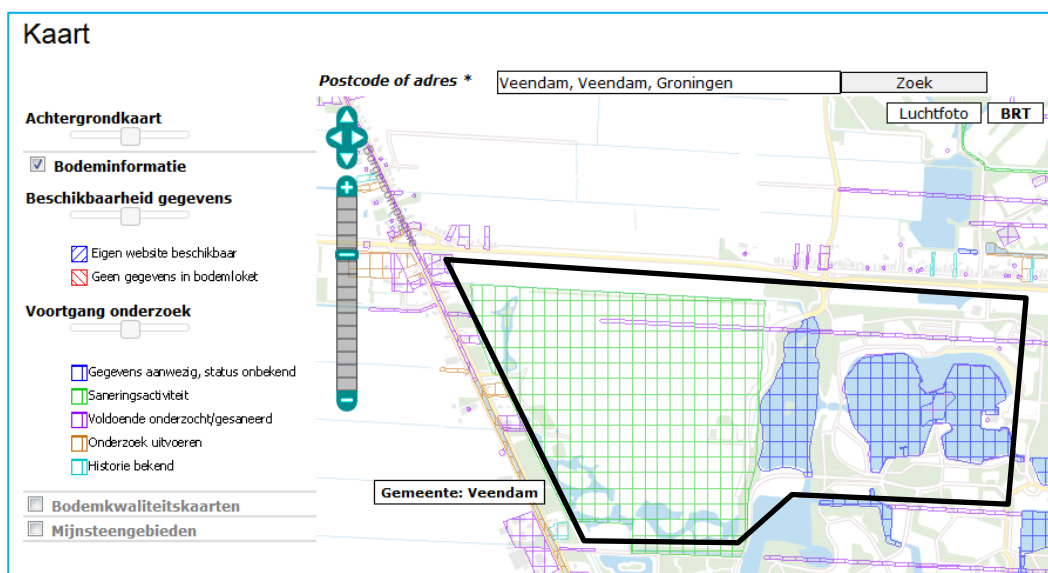 Kaart
Postcode of adres *
Veendam, Veendam, Groningen
Zoek
Luchtfoto
BRT
Achtergrondkaart
Bodeminformatie
Beschikbaarheid gegevens
Eigen website beschikbaar
Geen gegevens in bodemloket
Voortgang onderzoek
Gegevens aanwezig, status onbekend
Saneringsactiviteit
Voldoende onderzocht/gesaneerd
Onderzoek uitvoeren
Historie bekend
Gemeente: Veendam
Bodemkwaliteitskaarten
Mijnsteengebieden